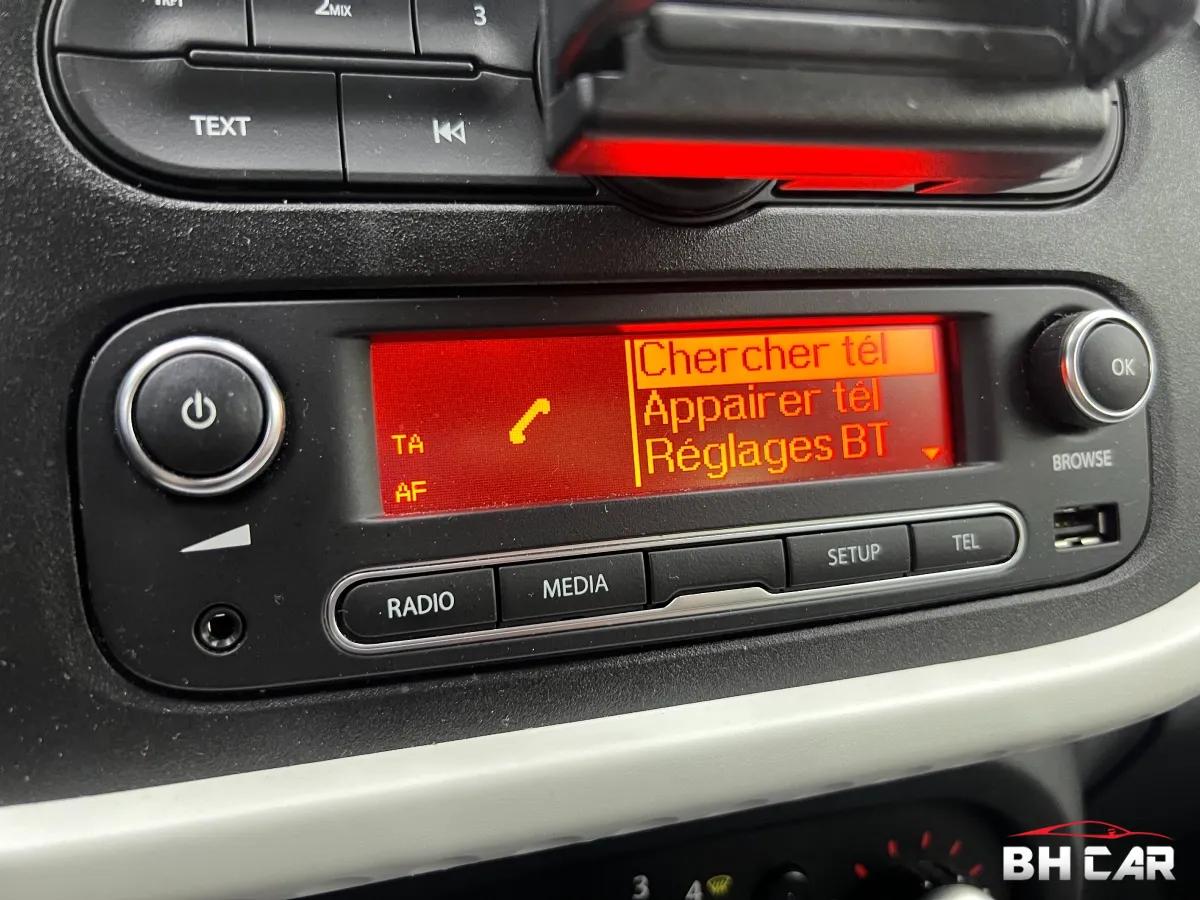 2MIX
3
TEXT
Chercher tél
Appairer tél
Réglages BT
TA
AF
OK
BROWSE
RADIO
MEDIA
SETUP
TEL
3
4
BH CAR